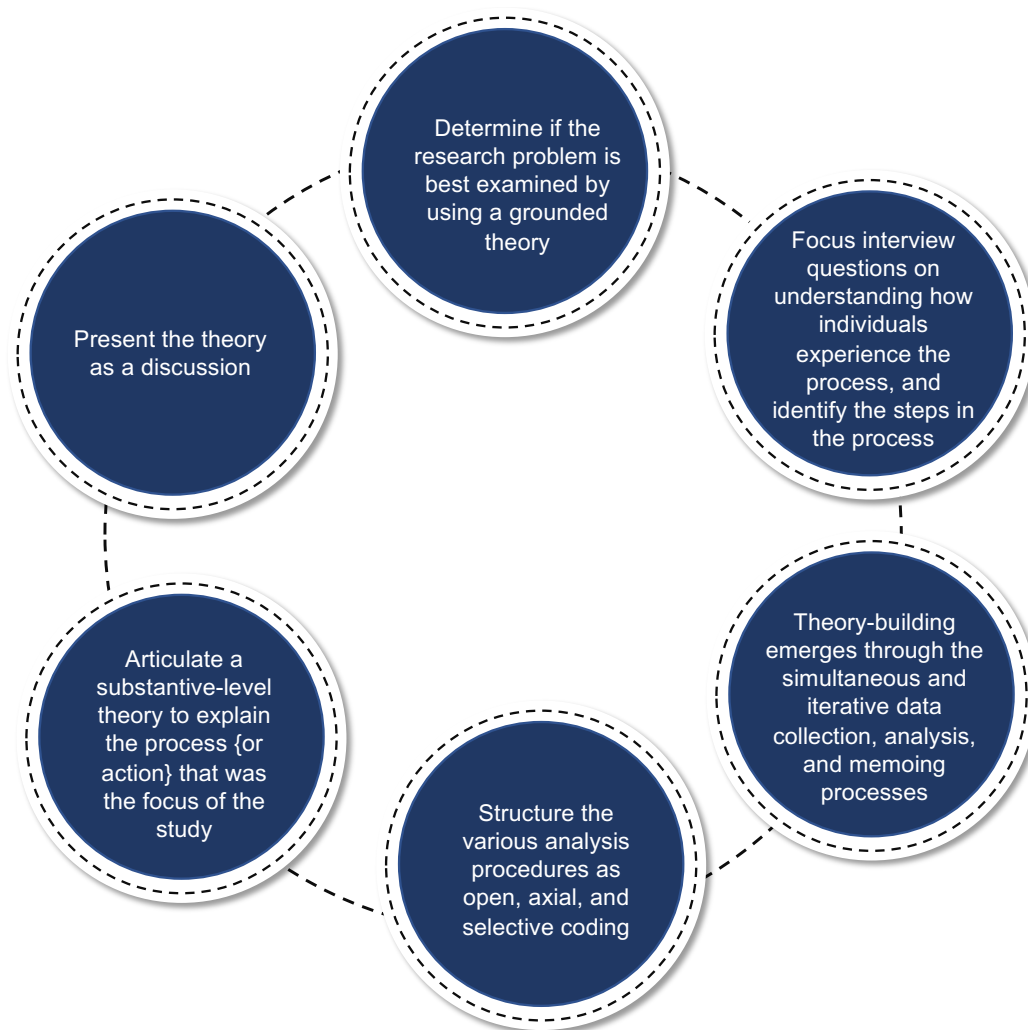 Determine if the
research problem is
best examined by
using a grounded
theory
Focus interview
questions on
understanding how
individuals
experience the
process, and
identify the steps in
the process
Theory-building
emerges through the
simultaneous and
iterative data
collection, analysis,
and memoing
processes
Structure the
various analysis
procedures as
open, axial, and
selective coding
Articulate a
substantive-level
theory to explain
the process {or
action} that was
the focus of the
study
Present the theory
as a discussion